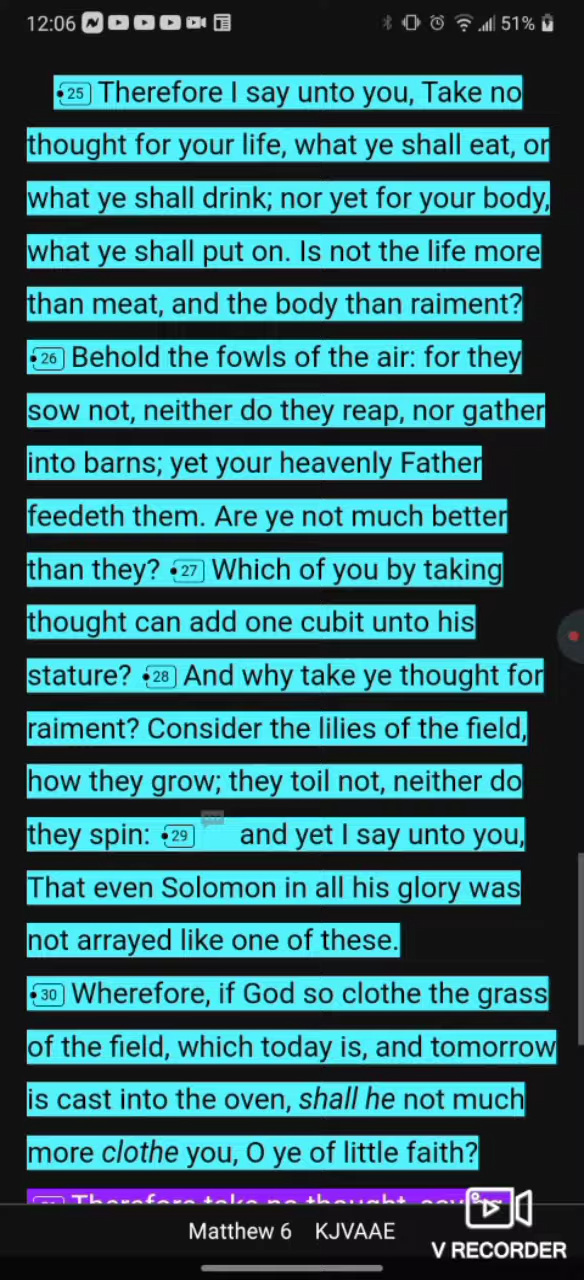 12:06 51%
25 Therefore I say unto you, Take no
thought for your life, what ye shall eat, or
what ye shall drink; nor yet for your body,
what ye shall put on. Is not the life more
than meat, and the body than raiment?
26 Behold the fowls of the air: for they
sow not, neither do they reap, nor gather
into barns; yet your heavenly Father
feedeth them. Are ye not much better
than they? 27 Which of you by taking
thought can add one cubit unto his
stature? 28 And why take ye thought for
raiment? Consider the lilies of the field,
how they grow; they toil not, neither do
they spin: 29 and yet I say unto you,
That even Solomon in all his glory was
not arrayed like one of these.
30 Wherefore, if God so clothe the grass
of the field, which today is, and tomorrow
is cast into the oven, shall he not much
more clothe you, O ye of little faith?
Therefore take no thought,
Matthew 6 KJVAAE
V RECORDER